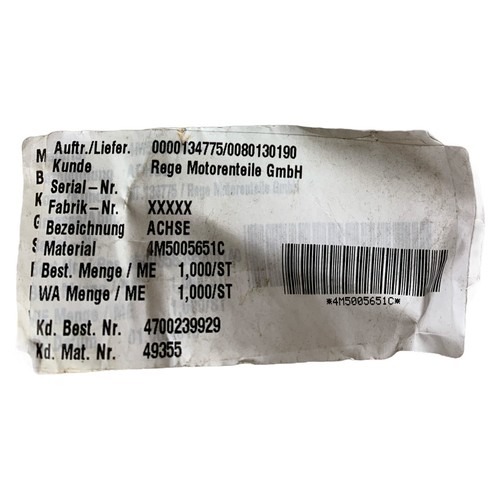 Auftr./Liefer. 0000134775/0080130190
Kunde Rege Motorenteile GmbH
Serial-Nr.
Fabrik-Nr. XXXXX
Bezeichnung ACHSE
Material 4M5005651C
Best. Menge / ME 1,000/ST
WA Menge / ME 1,000/ST
*4M5005651C*
Kd. Best. Nr. 4700239929
Kd. Mat. Nr. 49355